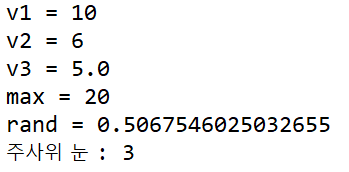 v1 = 10
v2 = 6
v3 = 5.0
max = 20
rand = 0.5067546025032655
주사위 눈 : 3